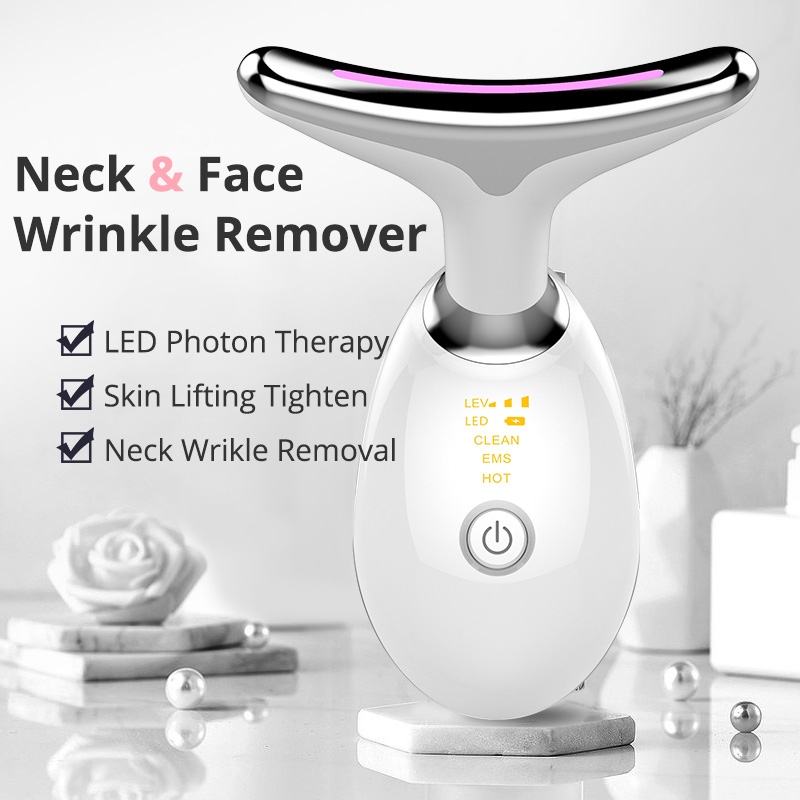 Neck & Face
Wrinkle Remover
LED Photon Therapy
Skin Lifting Tighten
Neck Wrikle Removal
LEV
LED
CLEAN
EMS
HOT